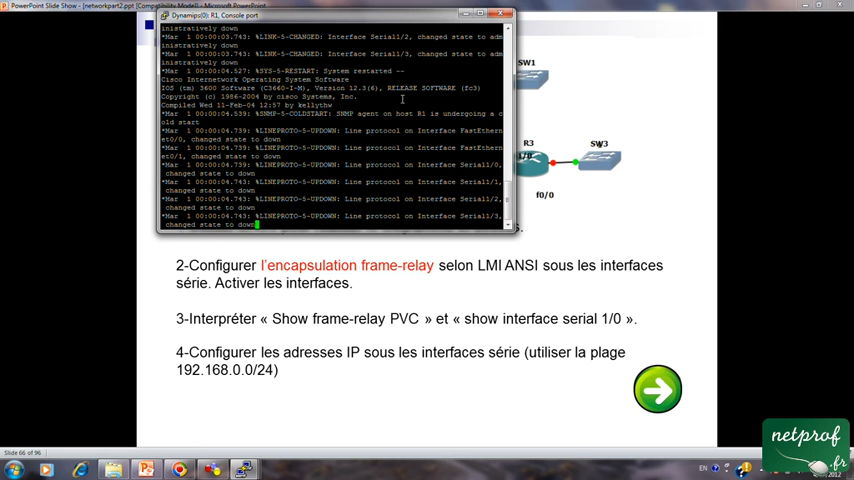 PowerPoint Slide Show - [networkpart2.ppt [Compatibility Mode]]
Dynamips(0): R1, Console port
inistratively down
*Mar  1 00:00:03.743: %LINK-5-CHANGED: Interface Serial1/2, changed state to adm
inistratively down
*Mar  1 00:00:03.743: %LINK-5-CHANGED: Interface Serial1/3, changed state to adm
inistratively down
*Mar  1 00:00:04.527: %SYS-5-RESTART: System restarted --
Cisco Internetwork Operating System Software
IOS (tm) 3600 Software (C3660-I-M), Version 12.3(6), RELEASE SOFTWARE (fc3)
Copyright (c) 1986-2004 by cisco Systems, Inc.
Compiled Wed 11-Feb-04 12:57 by kellythw
*Mar  1 00:00:04.539: %SNMP-5-COLDSTART: SNMP agent on host R1 is undergoing a c
old start
*Mar  1 00:00:04.739: %LINEPROTO-5-UPDOWN: Line protocol on Interface FastEthern
et0/0, changed state to down
*Mar  1 00:00:04.739: %LINEPROTO-5-UPDOWN: Line protocol on Interface FastEthern
et0/1, changed state to down
*Mar  1 00:00:04.739: %LINEPROTO-5-UPDOWN: Line protocol on Interface Serial1/0,
changed state to down
*Mar  1 00:00:04.743: %LINEPROTO-5-UPDOWN: Line protocol on Interface Serial1/1,
changed state to down
*Mar  1 00:00:04.743: %LINEPROTO-5-UPDOWN: Line protocol on Interface Serial1/2,
changed state to down
*Mar  1 00:00:04.743: %LINEPROTO-5-UPDOWN: Line protocol on Interface Serial1/3,
changed state to down
SW1
R3
SW3
1/0
f0/0
2-Configurer l'encapsulation frame-relay selon LMI ANSI sous les interfaces
série. Activer les interfaces.
3-Interpréter « Show frame-relay PVC » et « show interface serial 1/0 ».
4-Configurer les adresses IP sous les interfaces série (utiliser la plage
192.168.0.0/24)
netprof
.fr
Slide 66 of 96
EN
2012